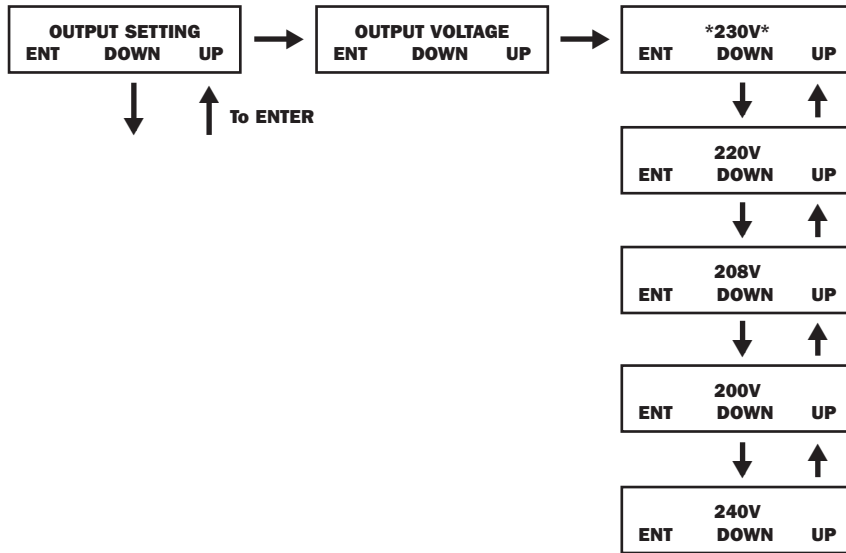 OUTPUT SETTING
ENT DOWN UP
OUTPUT VOLTAGE
ENT DOWN UP
*230V*
ENT DOWN UP
To ENTER
220V
ENT DOWN UP
208V
ENT DOWN UP
200V
ENT DOWN UP
240V
ENT DOWN UP